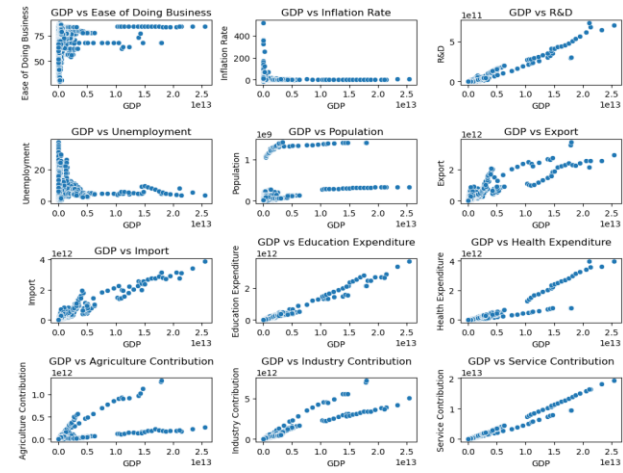 GDP vs Ease of Doing Business
Ease of Doing Business
75
50
0.0 0.5 1.0 1.5 2.0 2.5
GDP
1e13
GDP vs Inflation Rate
Inflation Rate
400
200
0
0.0 0.5 1.0 1.5 2.0 2.5
GDP
1e13
GDP vs R&D
1e11
R&D
5
0
0.0 0.5 1.0 1.5 2.0 2.5
GDP
1e13
GDP vs Unemployment
Unemployment
20
0
0.0 0.5 1.0 1.5 2.0 2.5
GDP
1e13
GDP vs Population
1e9
Population
1
0
0.0 0.5 1.0 1.5 2.0 2.5
GDP
1e13
GDP vs Export
1e12
Export
2
0
0.0 0.5 1.0 1.5 2.0 2.5
GDP
1e13
GDP vs Import
1e12
Import
4
2
0
0.0 0.5 1.0 1.5 2.0 2.5
GDP
1e13
GDP vs Education Expenditure
1e12
Education Expenditure
2
0
0.0 0.5 1.0 1.5 2.0 2.5
GDP
1e13
GDP vs Health Expenditure
1e12
Health Expenditure
4
2
0
0.0 0.5 1.0 1.5 2.0 2.5
GDP
1e13
GDP vs Agriculture Contribution
1e12
Agriculture Contribution
1.0
0.5
0.0
0.0 0.5 1.0 1.5 2.0 2.5
GDP
1e13
GDP vs Industry Contribution
1e12
Industry Contribution
5
0
0.0 0.5 1.0 1.5 2.0 2.5
GDP
1e13
GDP vs Service Contribution
1e13
Service Contribution
2
1
0
0.0 0.5 1.0 1.5 2.0 2.5
GDP
1e13